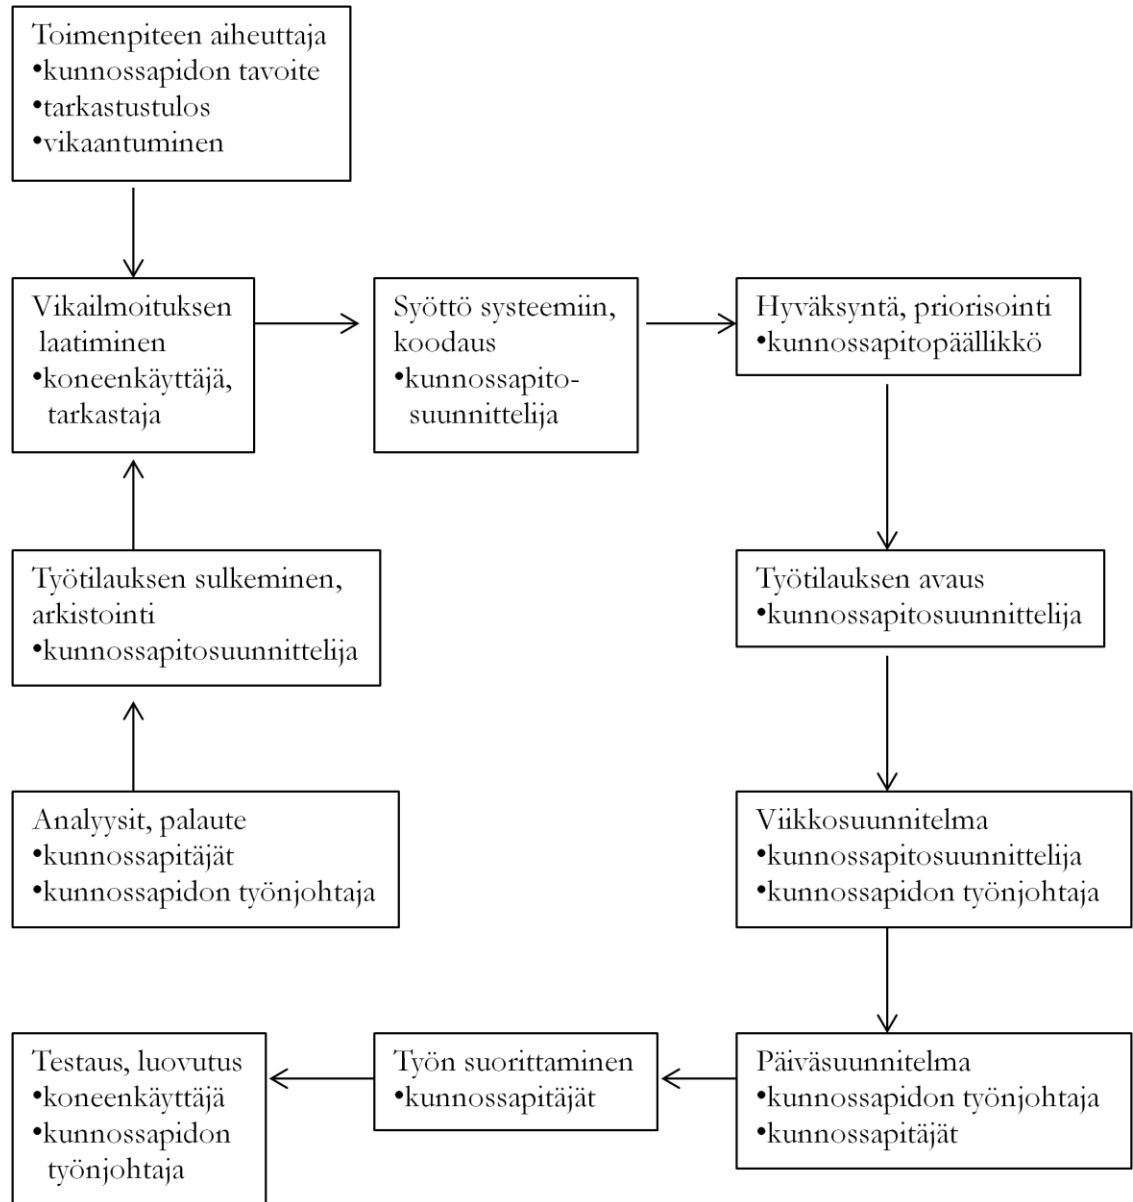 Toimenpiteen aiheuttaja
•kunnossapidon tavoite
•tarkastustulos
•vikaantuminen
Vikailmoituksen
laatiminen
•koneenkäyttäjä,
tarkastaja
Syöttö systeemiin,
koodaus
•kunnossapito-
suunnittelija
Hyväksyntä, priorisointi
•kunnossapitopäällikkö
Työtilauksen sulkeminen,
arkistointi
•kunnossapitosuunnittelija
Työtilauksen avaus
•kunnossapitosuunnittelija
Analyysit, palaute
•kunnossapitäjät
•kunnossapidon työnjohtaja
Viikkosuunnitelma
•kunnossapitosuunnittelija
•kunnossapidon työnjohtaja
Testaus, luovutus
•koneenkäyttäjä
•kunnossapidon
työnjohtaja
Työn suorittaminen
•kunnossapitäjät
Päiväsuunnitelma
•kunnossapidon työnjohtaja
•kunnossapitäjät